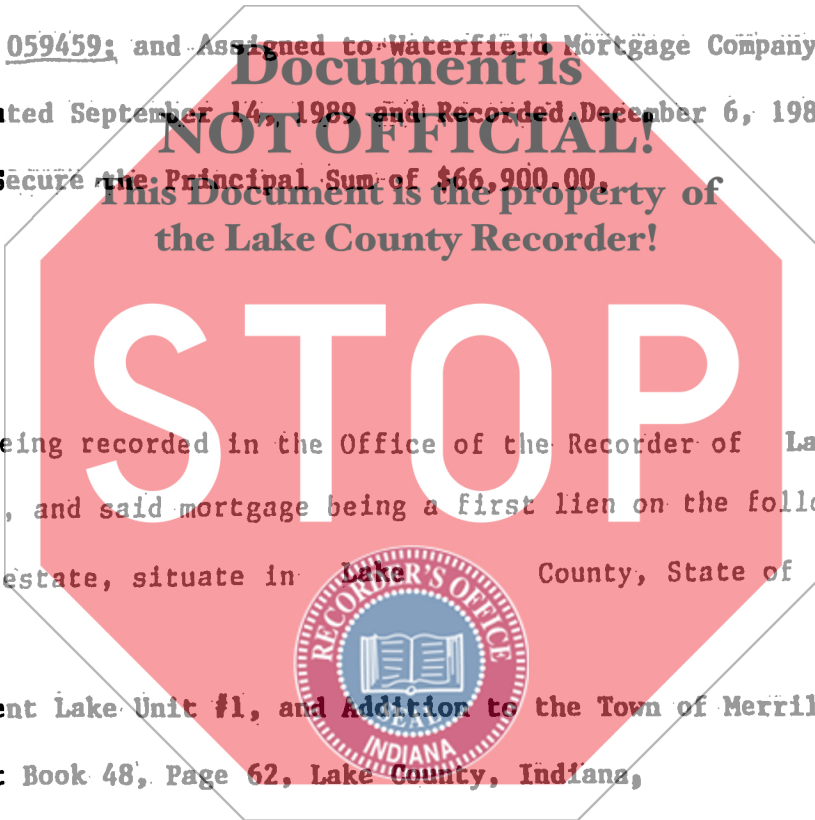 059459; and Assigned to Waterfield Mortgage Company
Document is
ated September 14, 1989 and Recorded December 6, 198
NOT OFFICIAL!
Secure the Principal Sum of $66,900.00,
This Document is the property of
the Lake County Recorder!
STOP
eing recorded in the Office of the Recorder of La
, and said mortgage being a first lien on the follo
estate, situate in Lake County, State of
RECORDER'S OFFICE
ent Lake Unit #1, and Addition to the Town of Merril
SEAL
INDIANA
t Book 48, Page 62, Lake County, Indiana,